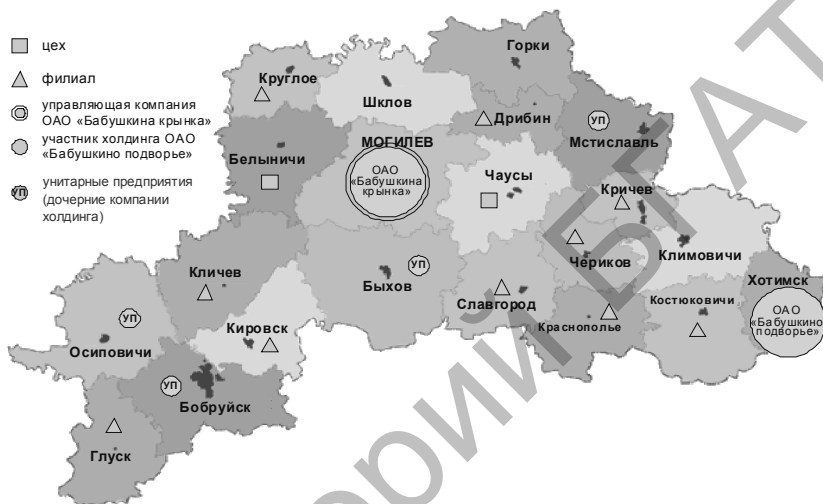 цех
филиал
управляющая компания
ОАО «Бабушкина крынка»
участник холдинга ОАО
«Бабушкино подворье»
УП
унитарные предприятия
(дочерние компании
холдинга)
Горки
Круглое
Шклов
Дрибин
УП
Мстиславль
МОГИЛЕВ
Белыничи
ОАО
«Бабушкина
крынка»
Чаусы
Кричев
Климовичи
Чериков
Кличев
Быхов
УП
Славгород
Хотимск
Костюковичи
ОАО
«Бабушкино
подворье»
Краснополье
УП
Осиповичи
Кировск
УП
Бобруйск
Глуск
орий БГАТ